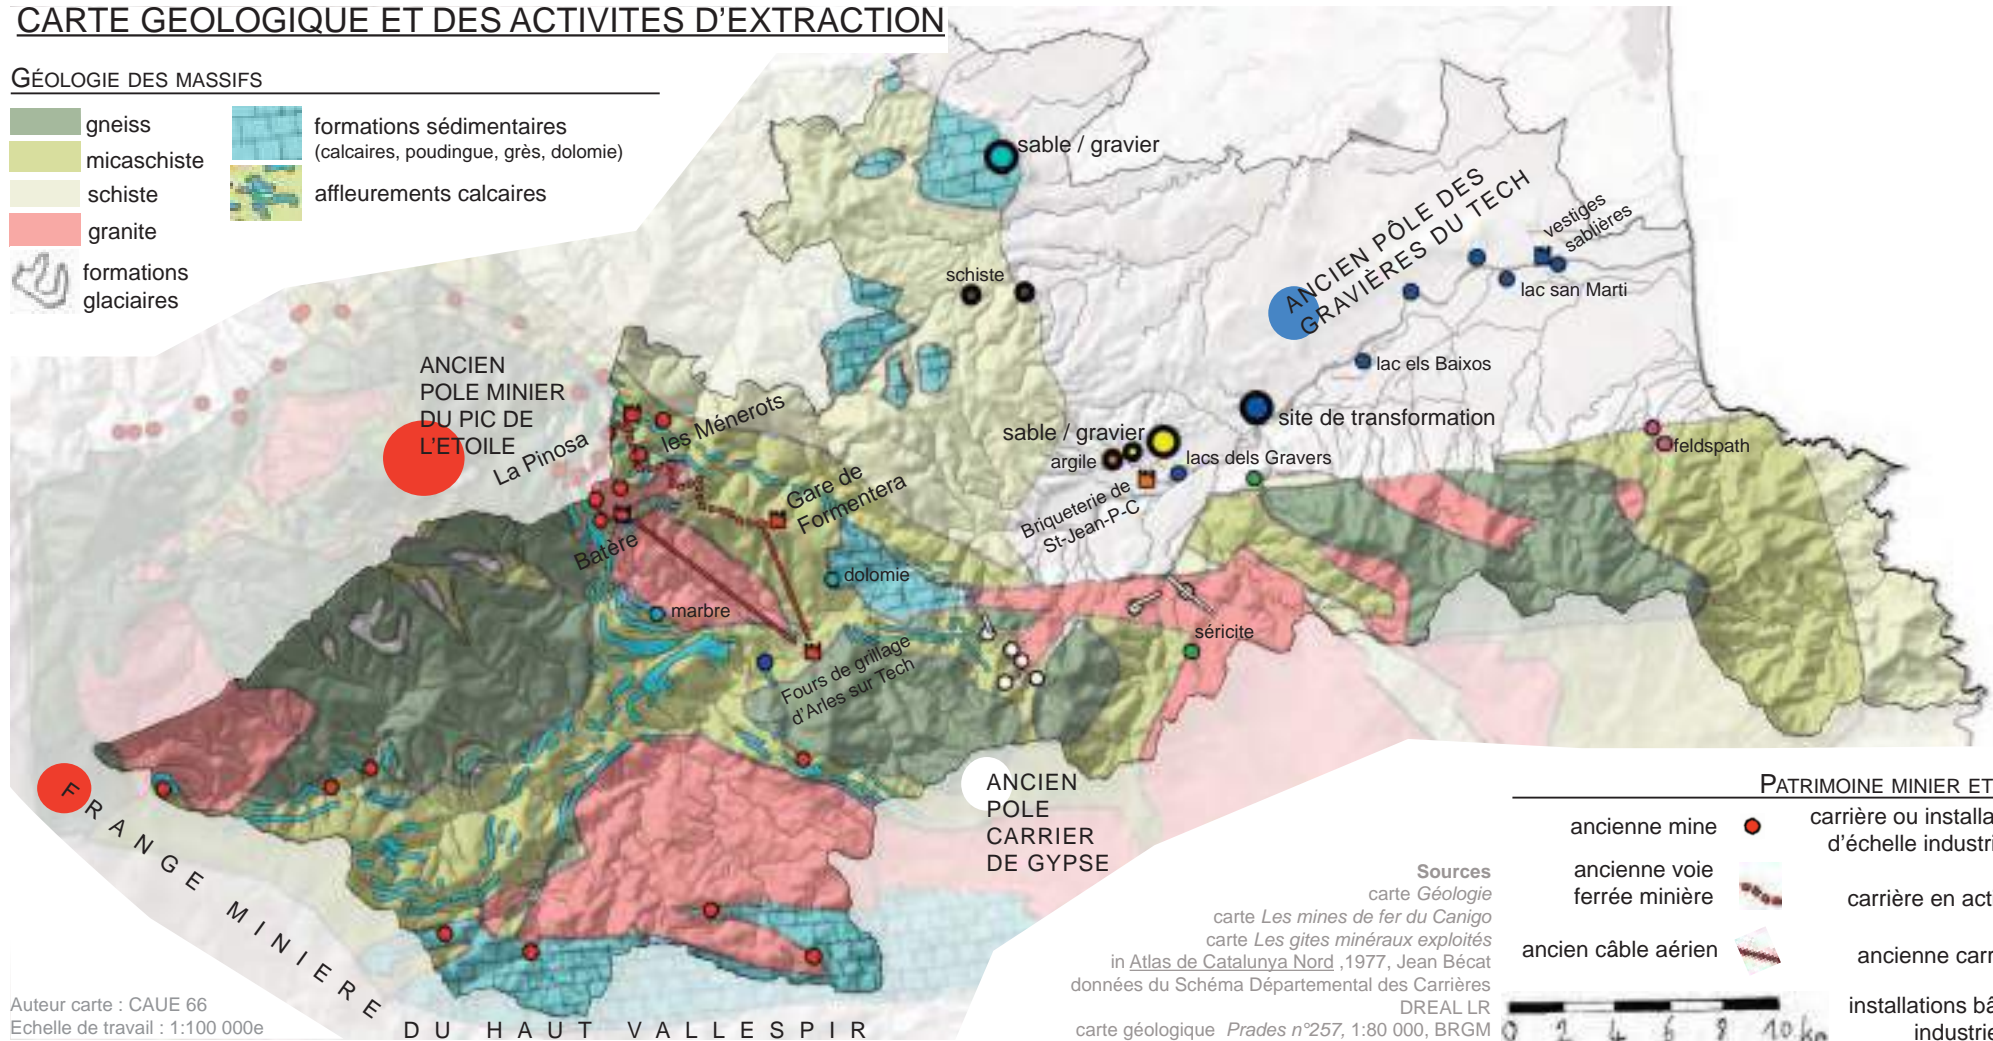 CARTE GEOLOGIQUE ET DES ACTIVITES D'EXTRACTION
GÉOLOGIE DES MASSIFS
gneiss
micaschiste
schiste
granite
formations
glaciaires
formations sédimentaires
(calcaires, poudingue, grès, dolomie)
affleurements calcaires
sable / gravier
schiste
ANCIEN PÔLE DES
GRAVIÈRES DU TECH
vestiges
sablières
lac san Marti
lac els Baixos
site de transformation
sable / gravier
argile
lacs dels Gravers
Briqueterie de
St-Jean-P-C
feldspath
ANCIEN
POLE MINIER
DU PIC DE
L'ETOILE
La Pinosa
les Ménerots
Gare de
Formentera
Batère
dolomie
marbre
séricite
Fours de grillage
d'Arles sur Tech
ANCIEN
POLE
CARRIER
DE GYPSE
FRANGE MINIERE
DU HAUT VALLESPIR
PATRIMOINE MINIER ET
ancienne mine
carrière ou installa
d'échelle industri
ancienne voie
ferrée minière
carrière en act
ancien câble aérien
ancienne carr
installations bâ
industrie
0 2 4 6 8 10 km
Sources
carte Géologie
carte Les mines de fer du Canigo
carte Les gites minéraux exploités
in Atlas de Catalunya Nord ,1977, Jean Bécat
données du Schéma Départemental des Carrières
DREAL LR
carte géologique Prades n°257, 1:80 000, BRGM
Auteur carte : CAUE 66
Echelle de travail : 1:100 000e